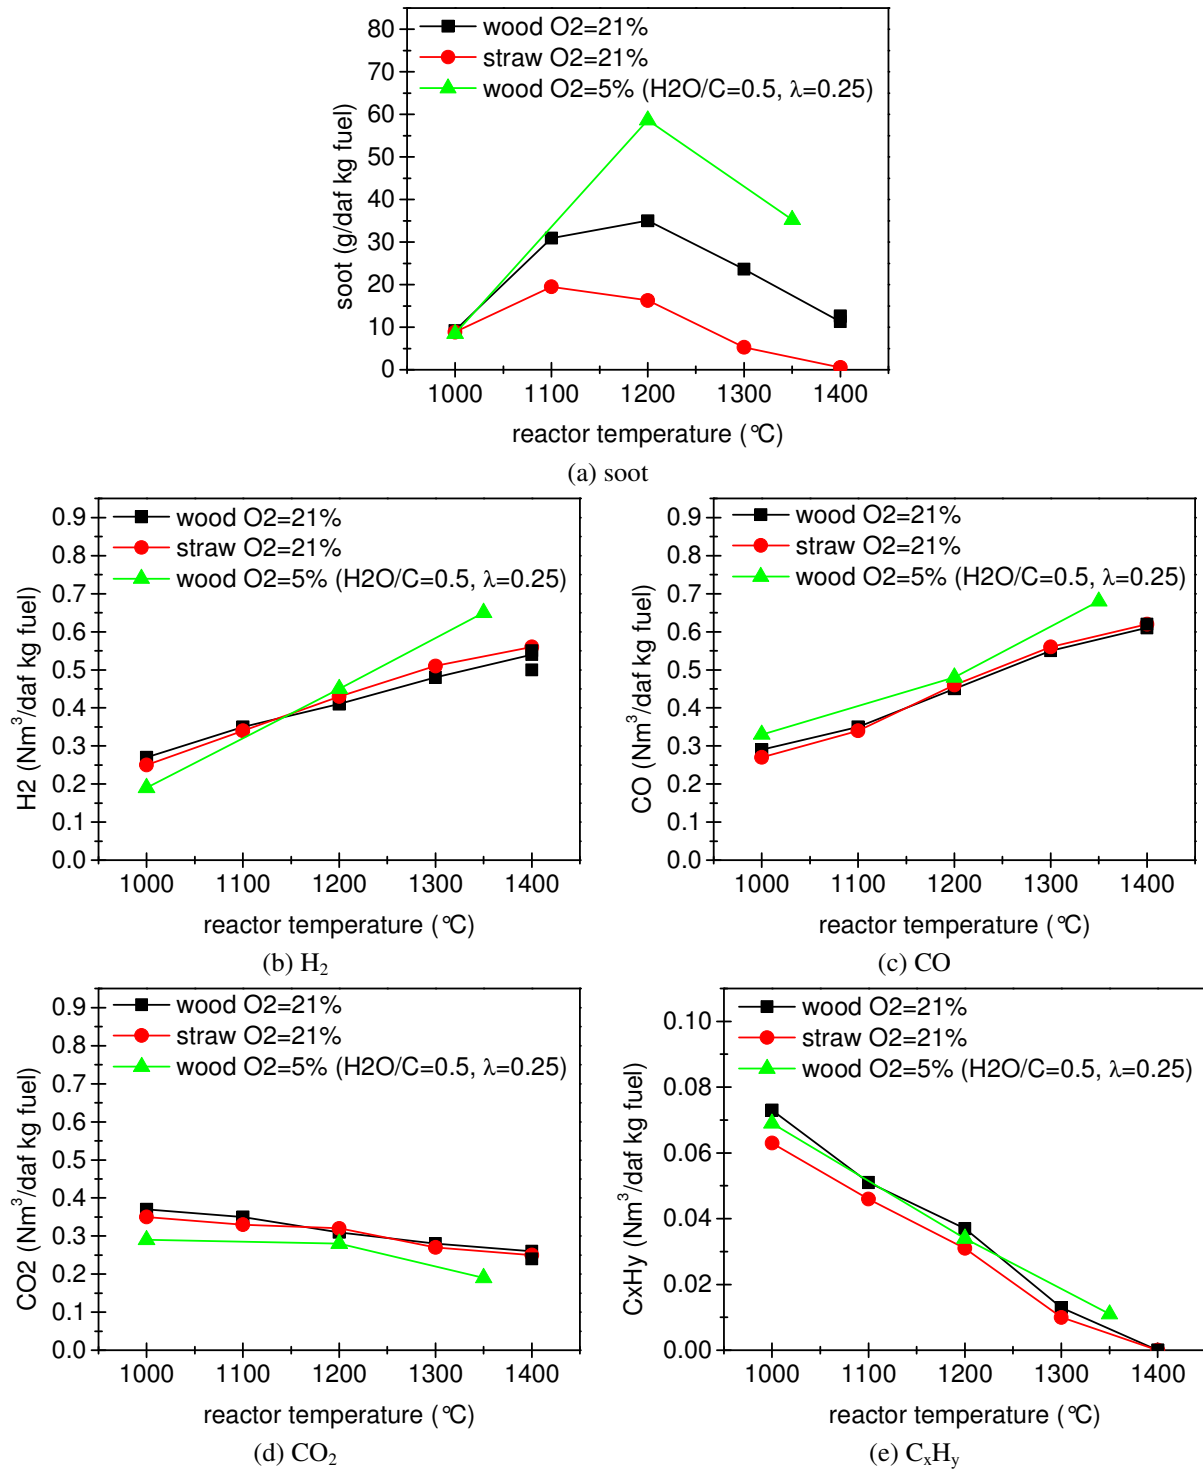 wood O2=21%
straw O2=21%
wood O2=5% (H2O/C=0.5, λ=0.25)
80
70
60
50
40
30
20
10
0
soot (g/daf kg fuel)
1000 1100 1200 1300 1400
reactor temperature (°C)
(a) soot
wood O2=21%
straw O2=21%
wood O2=5% (H2O/C=0.5, λ=0.25)
0.9
0.8
0.7
0.6
0.5
0.4
0.3
0.2
0.1
0.0
H2 (Nm³/daf kg fuel)
1000 1100 1200 1300 1400
reactor temperature (°C)
(b) H₂
wood O2=21%
straw O2=21%
wood O2=5% (H2O/C=0.5, λ=0.25)
0.9
0.8
0.7
0.6
0.5
0.4
0.3
0.2
0.1
0.0
CO (Nm³/daf kg fuel)
1000 1100 1200 1300 1400
reactor temperature (°C)
(c) CO
wood O2=21%
straw O2=21%
wood O2=5% (H2O/C=0.5, λ=0.25)
0.9
0.8
0.7
0.6
0.5
0.4
0.3
0.2
0.1
0.0
CO2 (Nm³/daf kg fuel)
1000 1100 1200 1300 1400
reactor temperature (°C)
(d) CO₂
wood O2=21%
straw O2=21%
wood O2=5% (H2O/C=0.5, λ=0.25)
0.10
0.08
0.06
0.04
0.02
0.00
CxHy (Nm³/daf kg fuel)
1000 1100 1200 1300 1400
reactor temperature (°C)
(e) CₓHᵧ